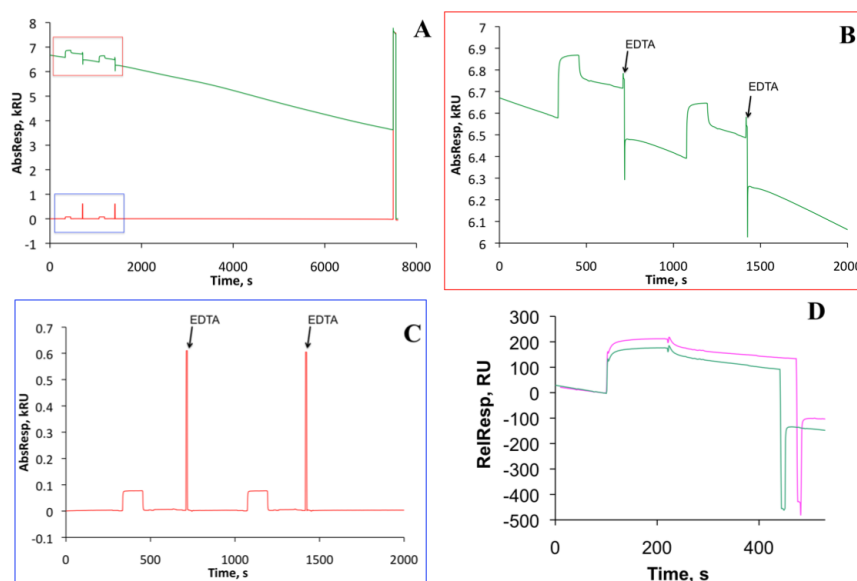 A
AbsResp, kRU
8
7
6
5
4
3
2
1
0
-1
0 2000 4000 6000 8000
Time, s
B
AbsResp, kRU
7
6.9
6.8
6.7
6.6
6.5
6.4
6.3
6.2
6.1
6
EDTA
EDTA
0 500 1000 1500 2000
Time, s
C
AbsResp, kRU
0.7
0.6
0.5
0.4
0.3
0.2
0.1
0
-0.1
EDTA EDTA
0 500 1000 1500 2000
Time, s
D
RelResp, RU
300
200
100
0
-100
-200
-300
-400
-500
0 200 400
Time, s